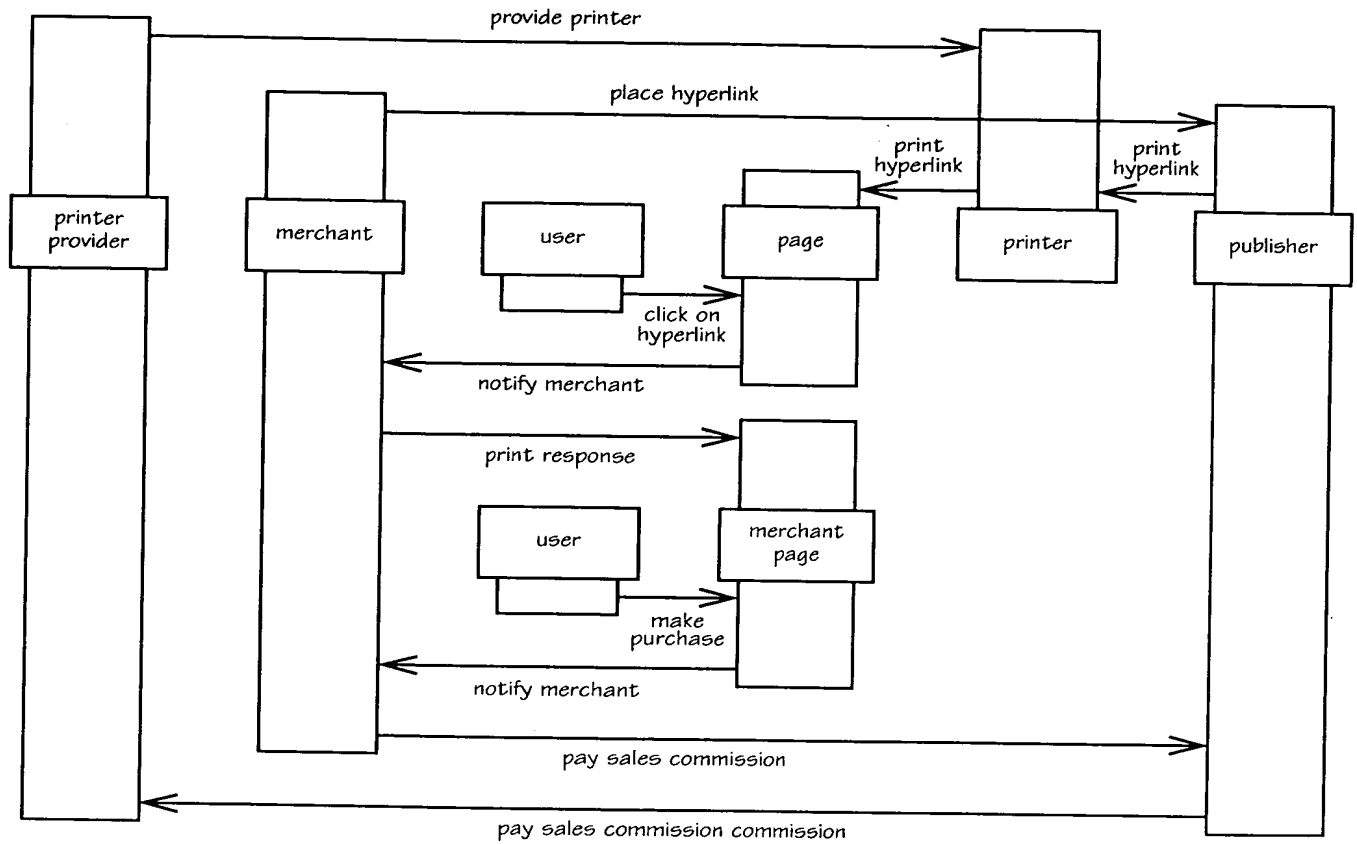 provide printer
place hyperlink
print
hyperlink
print
hyperlink
printer
provider
merchant
user
page
printer
publisher
click on
hyperlink
notify merchant
print response
user
merchant
page
make
purchase
notify merchant
pay sales commission
pay sales commission commission